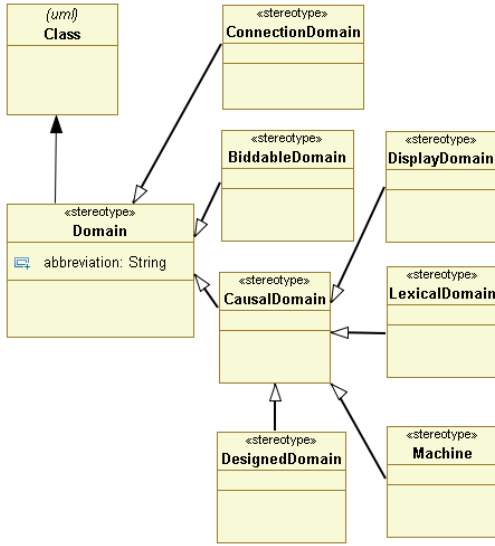 (uml)
Class
«stereotype»
ConnectionDomain
«stereotype»
BiddableDomain
«stereotype»
DisplayDomain
«stereotype»
Domain
abbreviation: String
«stereotype»
CausalDomain
«stereotype»
LexicalDomain
«stereotype»
DesignedDomain
«stereotype»
Machine